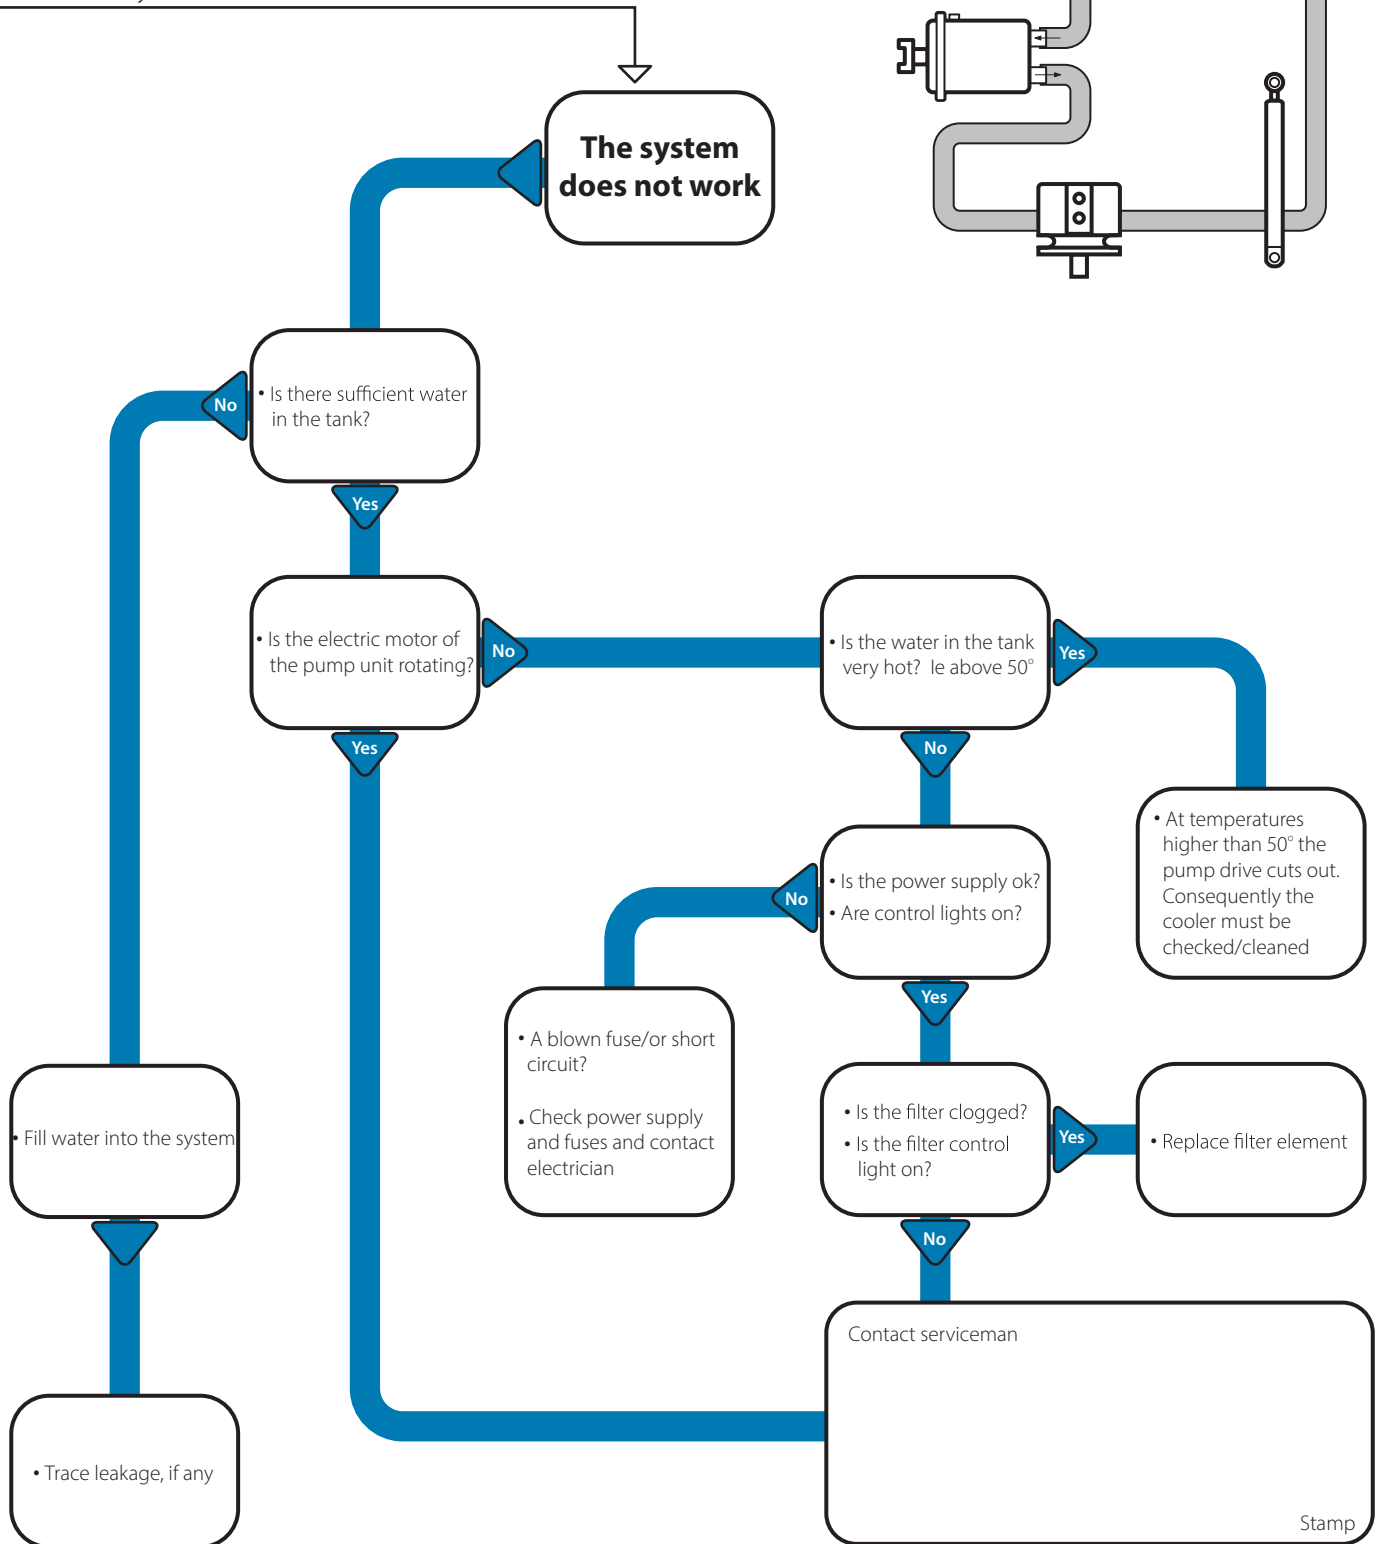 The system
does not work
No
• Is there sufficient water
in the tank?
Yes
• Is the electric motor of
the pump unit rotating?
No
• Is the water in the tank
very hot? Ie above 50°
Yes
Yes
No
• At temperatures
higher than 50° the
pump drive cuts out.
Consequently the
cooler must be
checked/cleaned
No
• Is the power supply ok?
• Are control lights on?
Yes
• A blown fuse/or short
circuit?
• Check power supply
and fuses and contact
electrician
• Fill water into the system
• Is the filter clogged?
• Is the filter control
light on?
Yes
• Replace filter element
No
Contact serviceman
• Trace leakage, if any
Stamp